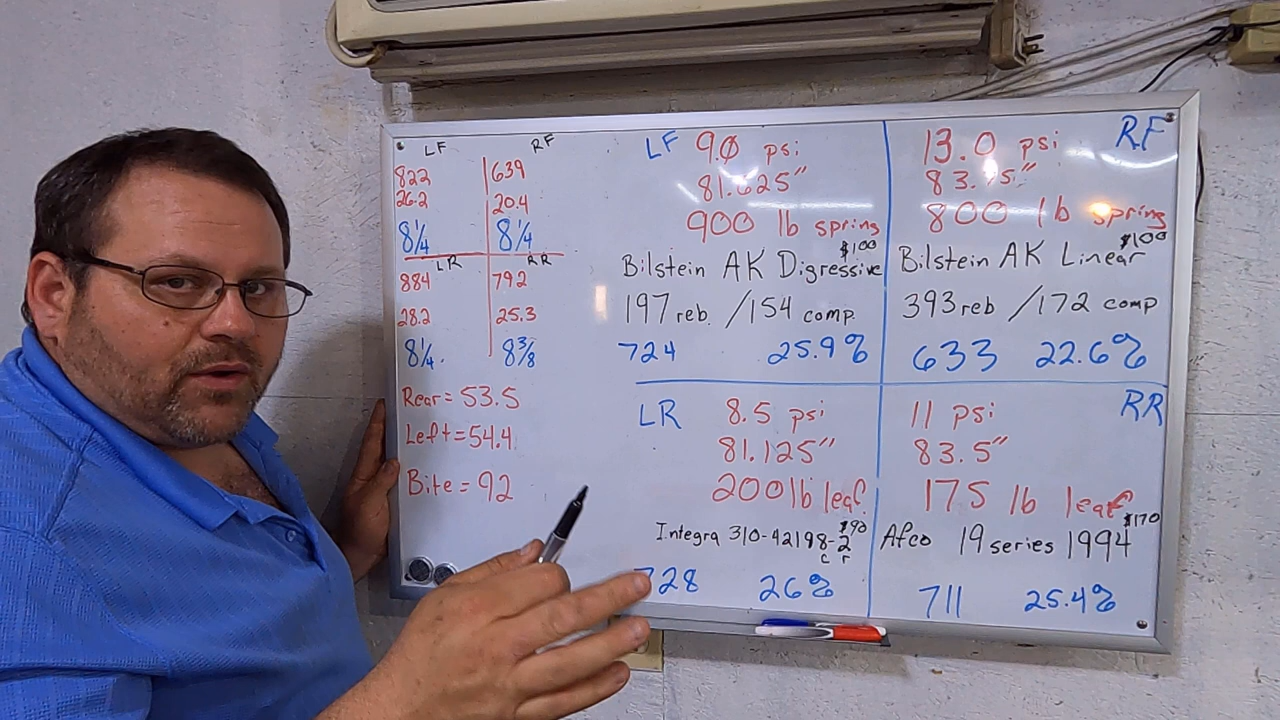 LF RF
822 639
26.2 20.4
8¼ 8¼
LR RR
884 792
28.2 25.3
8¼. 8⅜
Rear = 53.5
Left = 54.4
Bite = 92
LF 9.0 psi
81.625"
900 lb spring
$100
Bilstein AK Digressive
197 reb. /154 comp
724 25.9%
13.0 psi RF
83. 5"
800 lb spring
$100
Bilstein AK Linear
393 reb /172 comp
633 22.6%
LR 8.5 psi
81.125"
200 lb leaf
$90
Integra 310-42198-2
c r
728 26%
11 psi RR
83.5"
175 lb leaf
$170
Afco 19 series 1994
711 25.4%